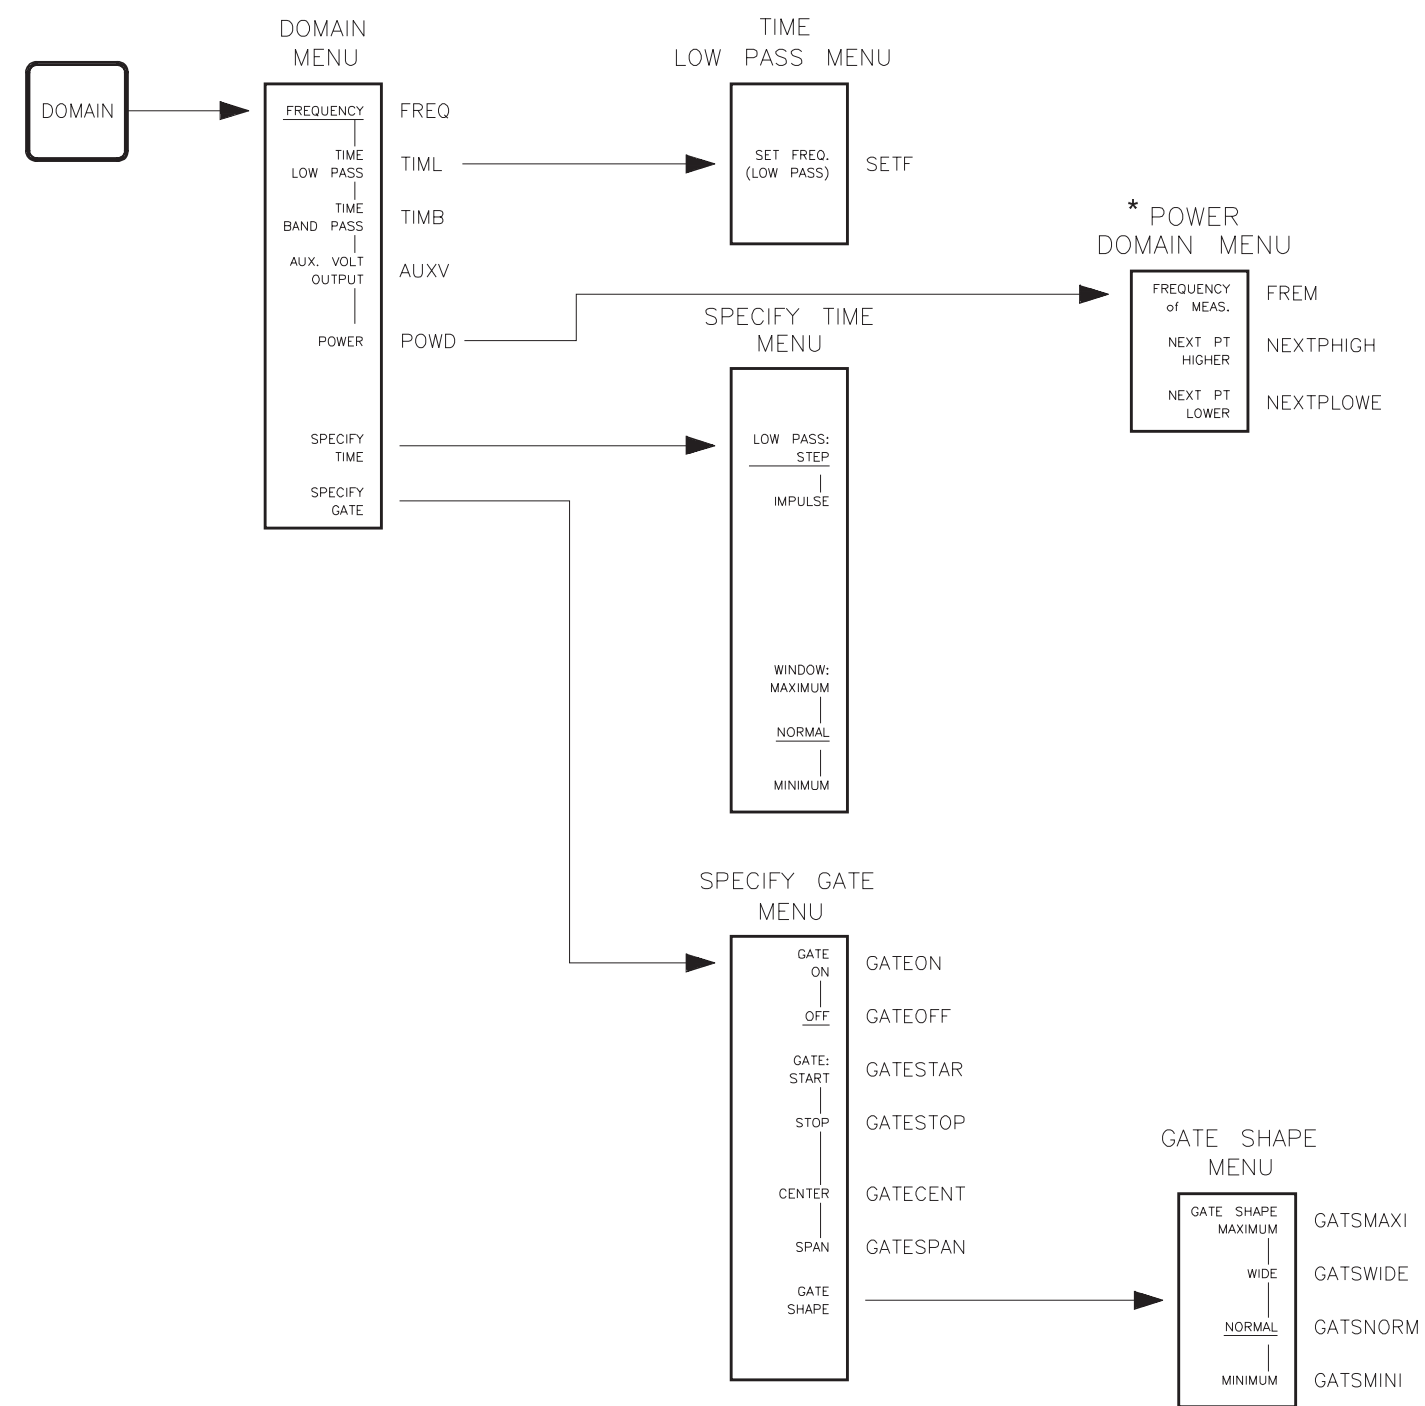 DOMAIN
DOMAIN
MENU
FREQUENCY
FREQ
TIME
LOW PASS
TIML
TIME
BAND PASS
TIMB
AUX. VOLT
OUTPUT
AUXV
POWER
POWD
SPECIFY
TIME
SPECIFY
GATE
TIME
LOW PASS MENU
SET FREQ.
(LOW PASS)
SETF
* POWER
DOMAIN MENU
FREQUENCY
of MEAS.
FREM
NEXT PT
HIGHER
NEXTPHIGH
NEXT PT
LOWER
NEXTPLOWE
SPECIFY TIME
MENU
LOW PASS:
STEP
IMPULSE
WINDOW:
MAXIMUM
NORMAL
MINIMUM
SPECIFY GATE
MENU
GATE
ON
GATEON
OFF
GATEOFF
GATE:
START
GATESTAR
STOP
GATESTOP
CENTER
GATECENT
SPAN
GATESPAN
GATE
SHAPE
GATE SHAPE
MENU
GATE SHAPE
MAXIMUM
GATSMAXI
WIDE
GATSWIDE
NORMAL
GATSNORM
MINIMUM
GATSMINI